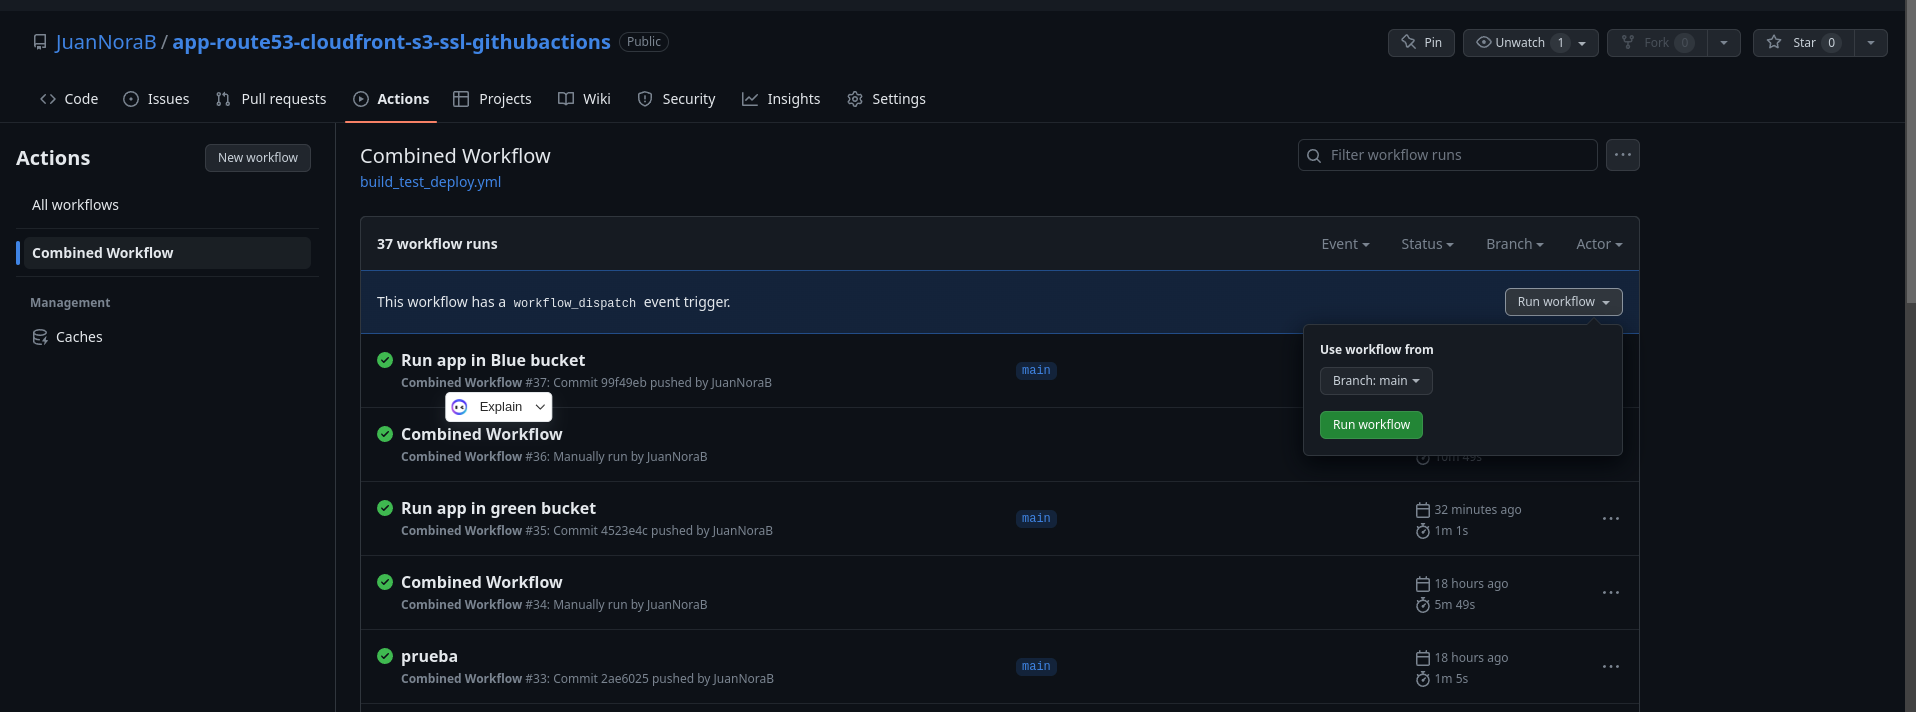 JuanNoraB / app-route53-cloudfront-s3-ssl-githubactions Public
Pin Unwatch 1 Fork 0 Star 0
Code Issues Pull requests Actions Projects Wiki Security Insights Settings
Actions New workflow
All workflows
Combined Workflow
Management
Caches
Combined Workflow
build_test_deploy.yml
Filter workflow runs
37 workflow runs Event Status Branch Actor
This workflow has a workflow_dispatch event trigger. Run workflow
Use workflow from
Branch: main
Run workflow
Run app in Blue bucket
Combined Workflow #37: Commit 99f49eb pushed by JuanNoraB
main
Explain
Combined Workflow
Combined Workflow #36: Manually run by JuanNoraB
10m 49s
Run app in green bucket
Combined Workflow #35: Commit 4523e4c pushed by JuanNoraB
main
32 minutes ago
1m 1s
Combined Workflow
Combined Workflow #34: Manually run by JuanNoraB
18 hours ago
5m 49s
prueba
Combined Workflow #33: Commit 2ae6025 pushed by JuanNoraB
main
18 hours ago
1m 5s